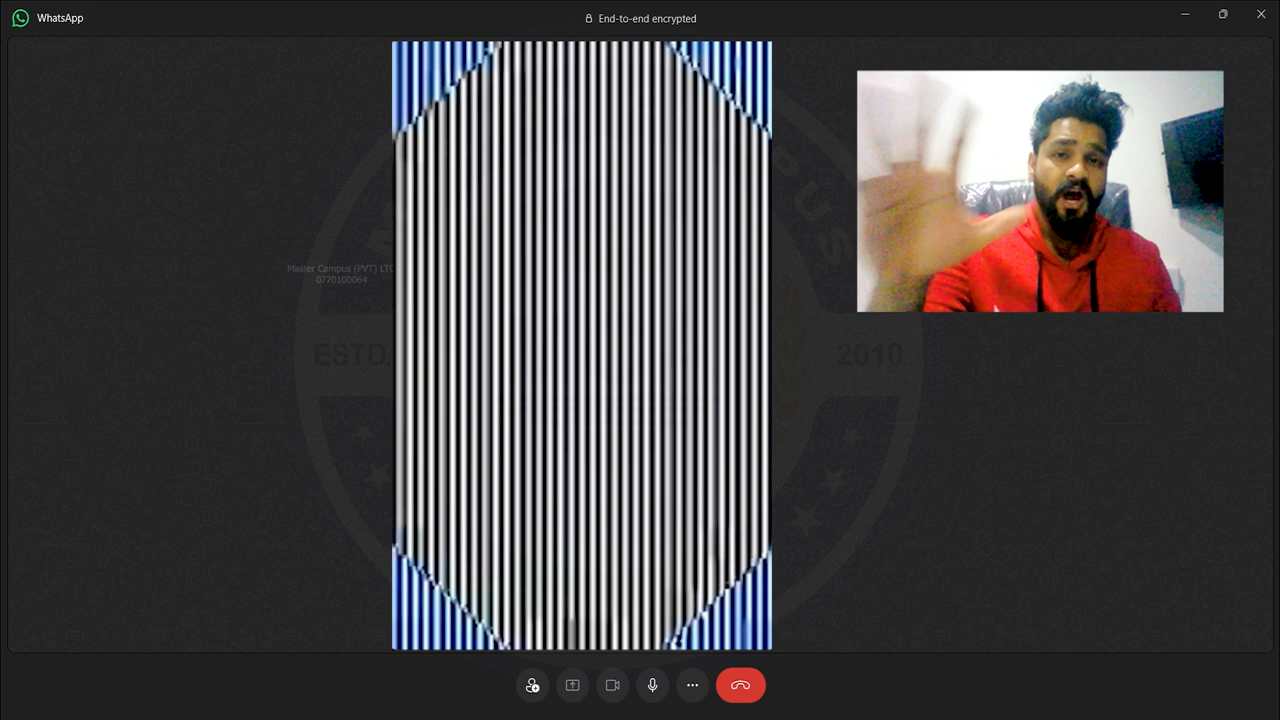 WhatsApp
End-to-end encrypted
Master Campus (PVT) LTD
0770100064
ESTD.
2010